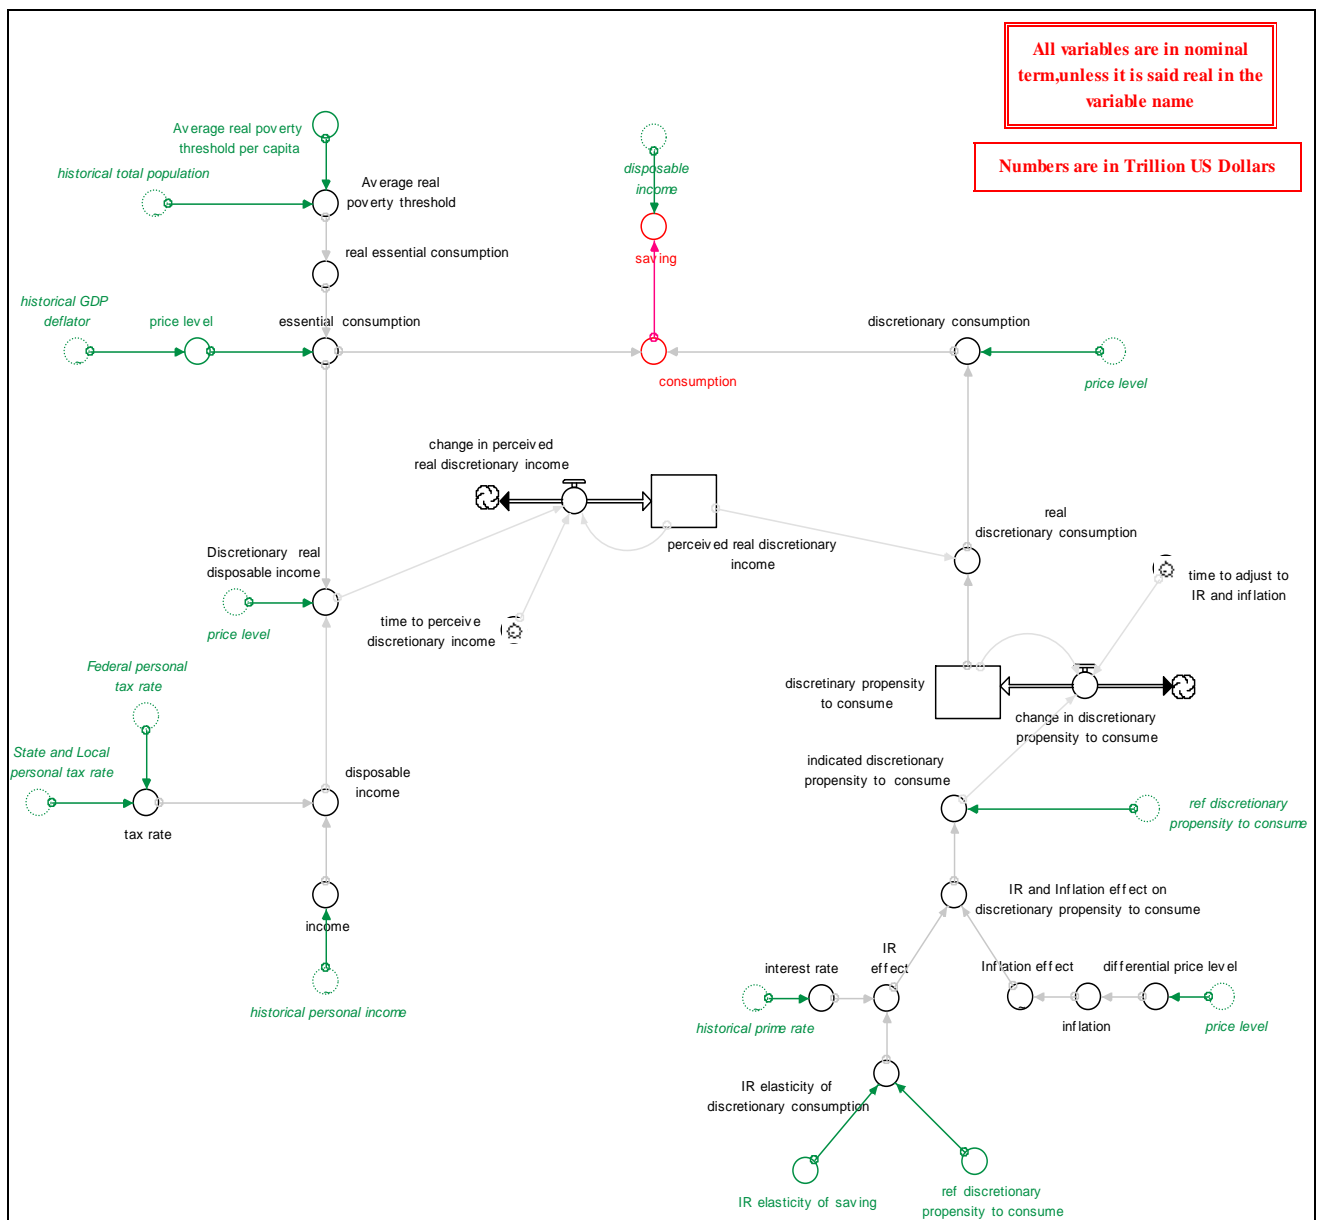 All variables are in nominal
term,unless it is said real in the
variable name
Numbers are in Trillion US Dollars
Average real poverty
threshold per capita
historical total population
Average real
poverty threshold
disposable
income
saving
real essential consumption
historical GDP
deflator
price level
essential consumption
discretionary consumption
consumption
price level
change in perceived
real discretionary income
perceived real discretionary
income
real
discretionary consumption
Discretionary real
disposable income
price level
time to perceive
discretionary income
time to adjust to
IR and inflation
Federal personal
tax rate
State and Local
personal tax rate
tax rate
disposable
income
discretinary propensity
to consume
change in discretionary
propensity to consume
indicated discretionary
propensity to consume
ref discretionary
propensity to consume
income
historical personal income
IR and Inflation effect on
discretionary propensity to consume
IR
effect
interest rate
historical prime rate
Inflation effect
differential price level
inflation
price level
IR elasticity of
discretionary consumption
IR elasticity of saving
ref discretionary
propensity to consume